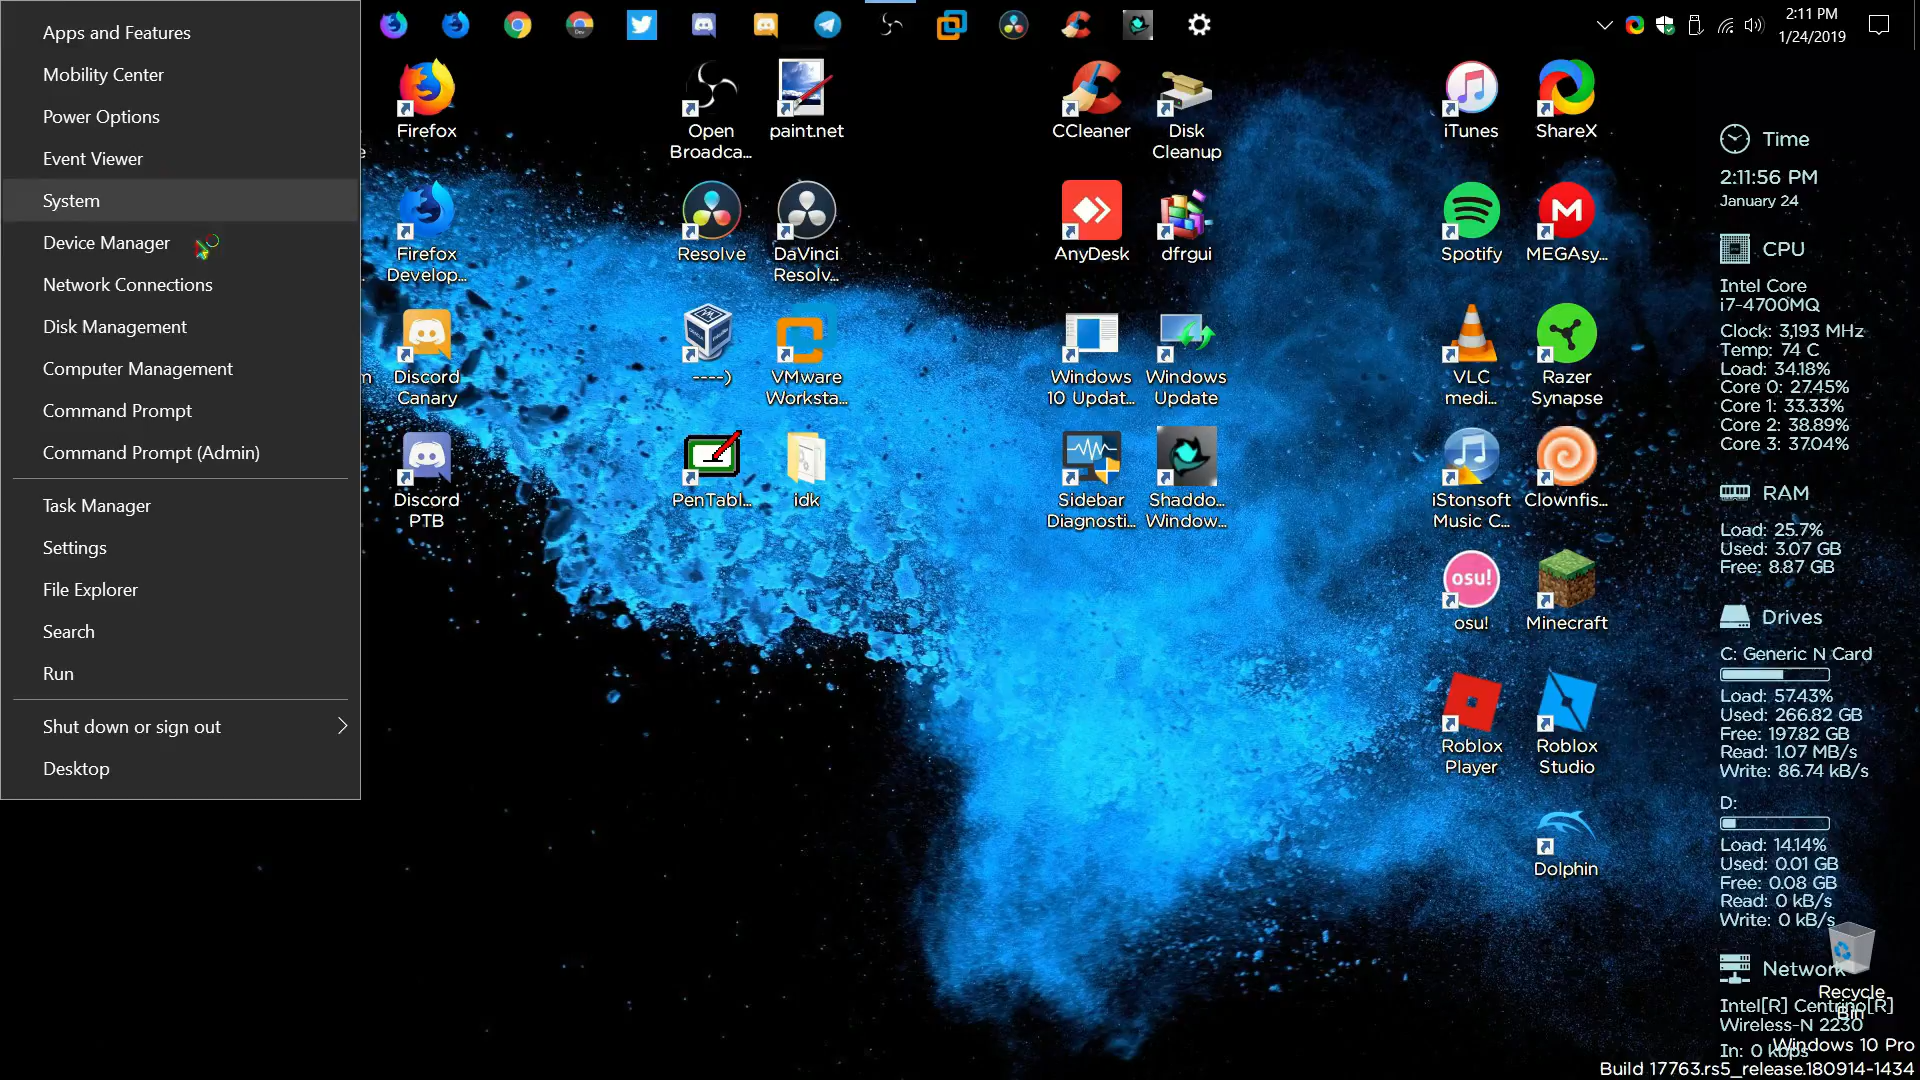 Apps and Features
Mobility Center
Power Options
Event Viewer
System
Device Manager
Network Connections
Disk Management
Computer Management
Command Prompt
Command Prompt (Admin)
Task Manager
Settings
File Explorer
Search
Run
Shut down or sign out
Desktop
Dev
2:11 PM
1/24/2019
Firefox
Open
Broadca...
paint.net
CCleaner
Disk
Cleanup
iTunes
ShareX
Firefox
Develop...
Resolve
DaVinci
Resolv...
AnyDesk
dfrgui
Spotify
MEGAsy...
Discord
Canary
----)
VMware
Worksta...
Windows
10 Updat...
Windows
Update
VLC
medi...
Razer
Synapse
Discord
PTB
PenTabl...
idk
Sidebar
Diagnosti...
Shaddo...
Window...
iStonsoft
Music C...
Clownfis...
osu!
osu!
Minecraft
Roblox
Player
Roblox
Studio
Dolphin
Time
2:11:56 PM
January 24
CPU
Intel Core
i7-4700MQ
Clock: 3,193 MHz
Temp: 74 C
Load: 34.18%
Core 0: 27.45%
Core 1: 33.33%
Core 2: 38.89%
Core 3: 37.04%
RAM
Load: 25.7%
Used: 3.07 GB
Free: 8.87 GB
Drives
C: Generic N Card
Load: 57.43%
Used: 266.82 GB
Free: 197.82 GB
Read: 1.07 MB/s
Write: 86.74 kB/s
D:
Load: 14.14%
Used: 0.01 GB
Free: 0.08 GB
Read: 0 kB/s
Write: 0 kB/s
Network
Recycle
Bin
Intel[R] Centrino[R]
Wireless-N 2230
In: 0 kbps
Windows 10 Pro
Build 17763.rs5_release.180914-1434